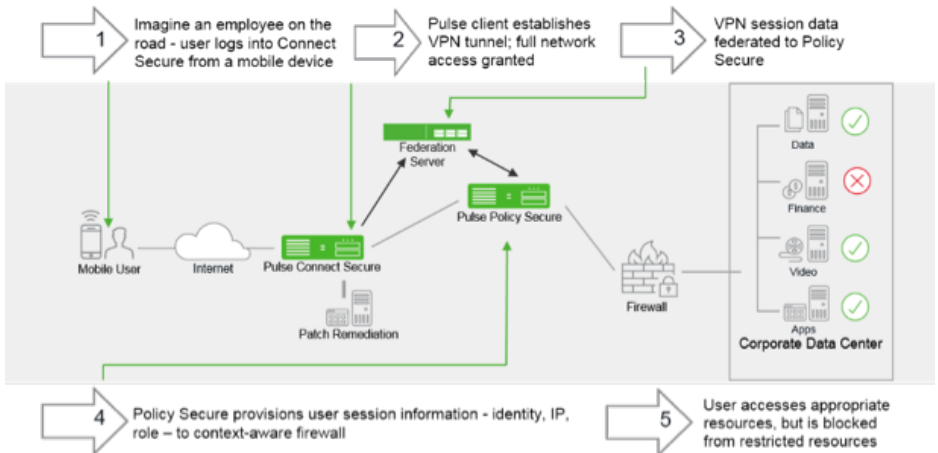 1
Imagine an employee on the
road - user logs into Connect
Secure from a mobile device
2
Pulse client establishes
VPN tunnel; full network
access granted
3
VPN session data
federated to Policy
Secure
Federation
Server
Pulse Policy Secure
Mobile User
Internet
Pulse Connect Secure
Patch Remediation
Firewall
Data
Finance
Video
Apps
Corporate Data Center
4
Policy Secure provisions user session information - identity, IP,
role – to context-aware firewall
5
User accesses appropriate
resources, but is blocked
from restricted resources